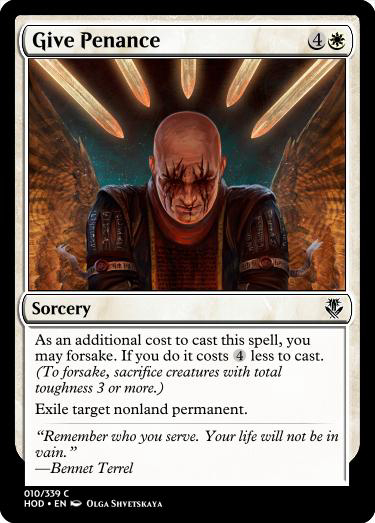 Give Penance 4
Sorcery
As an additional cost to cast this spell, you
may forsake. If you do it costs 4 less to cast.
(To forsake, sacrifice creatures with total
toughness 3 or more.)
Exile target nonland permanent.
“Remember who you serve. Your life will not be in
vain.”
—Bennet Terrel
010/339 C
HOD • EN Olga Shvetskaya